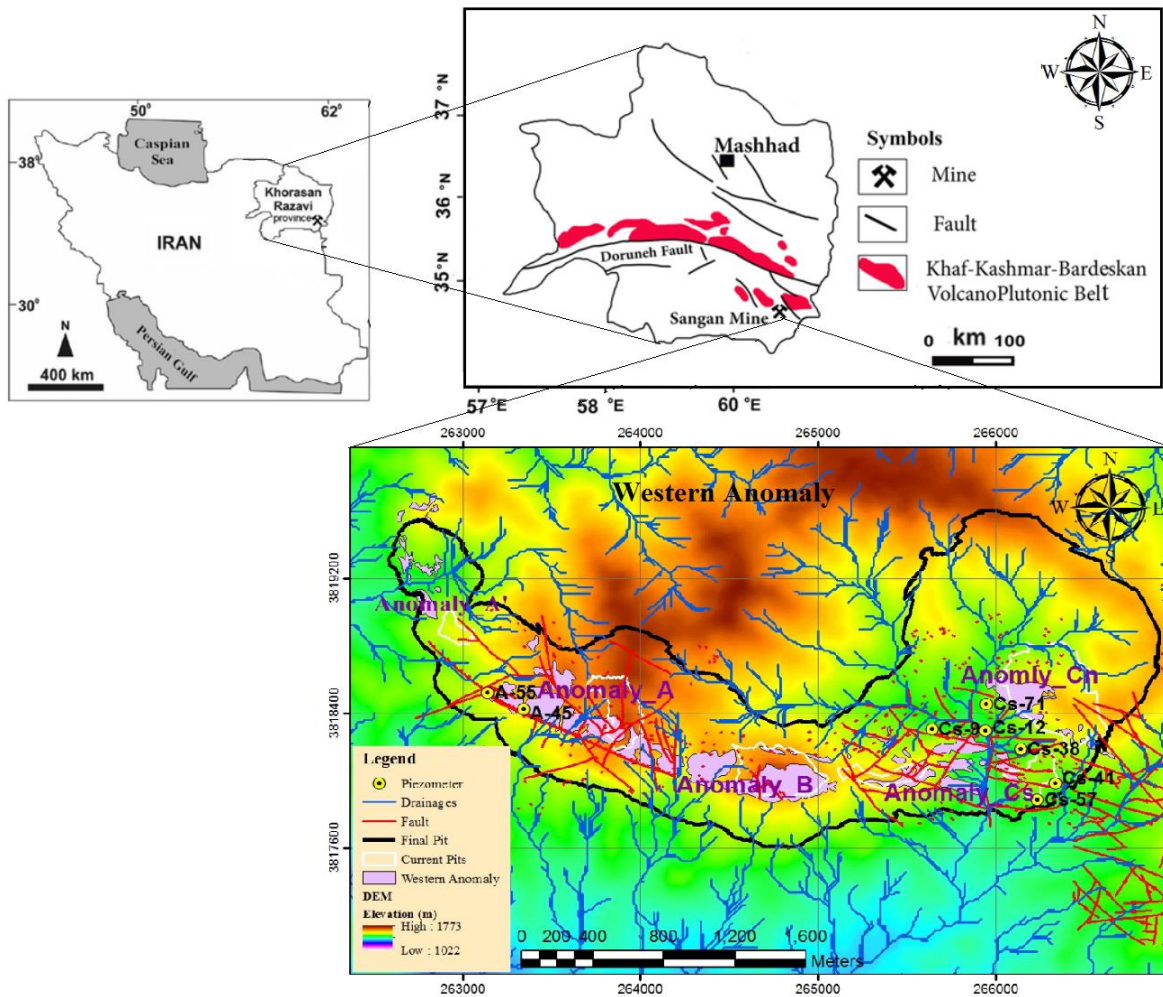 50°
62°
38°
30°
Caspian
Sea
Khorasan
Razavi
province
IRAN
Persian Gulf
N
400 km
37 °N
36 °N
35°N
57°E
58 °E
60 °E
Mashhad
Doruneh Fault
Sangan Mine
N
W
E
S
Symbols
Mine
Fault
Khaf-Kashmar-Bardeskan
VolcanoPlutonic Belt
0 km 100
263000
264000
265000
266000
Western Anomaly
N
W
E
S
3819200
3818400
3817600
Anomaly_A'
A-55
Anomaly_A
A-45
Anomaly_B
Anomly_Cn
Cs-71
Cs-9
Cs-12
Cs-38
Cs-41
Anomaly_Cs
Cs-57
Legend
Piezometer
Drainages
Fault
Final Pit
Current Pits
Western Anomaly
DEM
Elevation (m)
High : 1773
Low : 1022
0 200 400 800 1,200 1,600
Meters
263000
264000
265000
266000